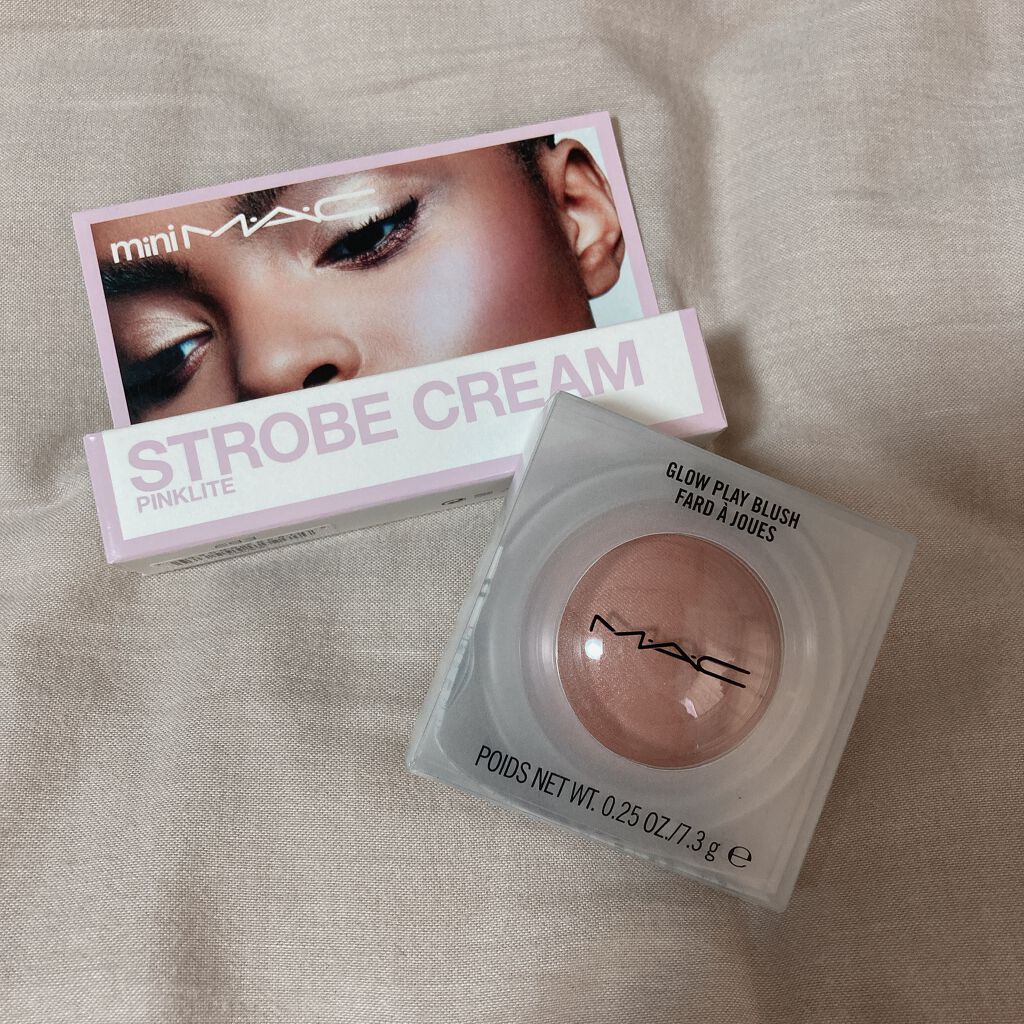 mini M·A·C
STROBE CREAM
PINKLITE
GLOW PLAY BLUSH
FARD À JOUES
M·A·C
POIDS NET WT. 0.25 OZ./7.3 g ℮